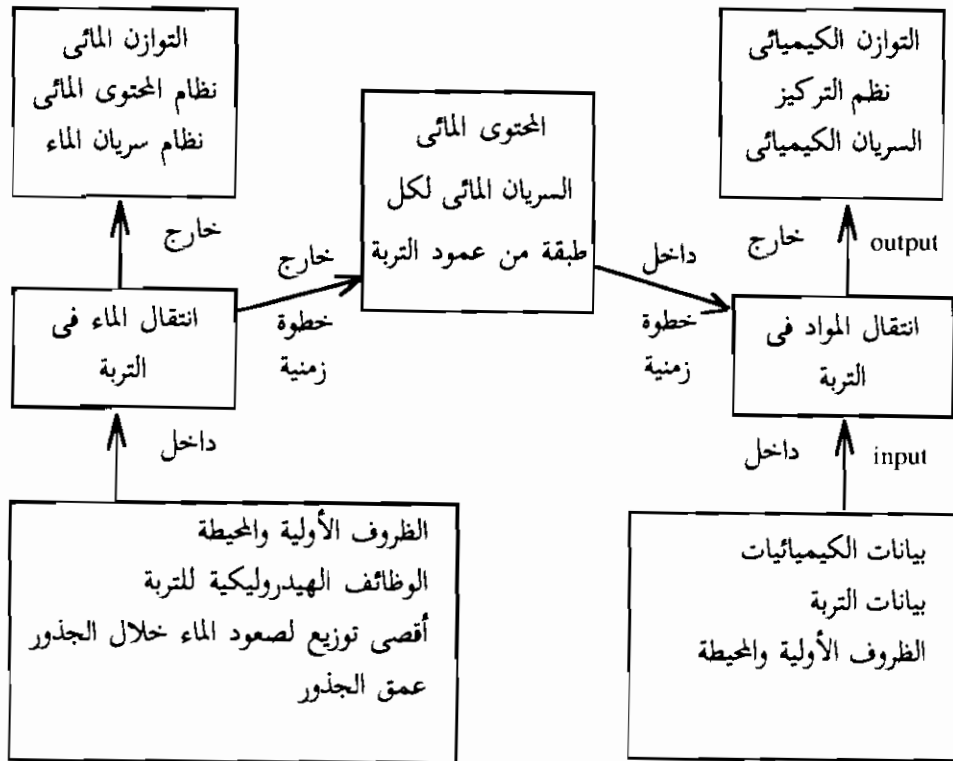 التوازن المائى
نظام المحتوى المائى
نظام سريان الماء
المحتوى المائى
السريان المائى لكل
طبقة من عمود التربة
التوازن الكيميائى
نظم التركيز
السريان الكيميائى
خارج
خارج
خطوة
زمنية
داخل
خطوة
زمنية
خارج
output
انتقال الماء فى
التربة
انتقال المواد فى
التربة
داخل
داخل
input
الظروف الأولية والمحيطة
الوظائف الهيدروليكية للتربة
أقصى توزيع لصعود الماء خلال الجذور
عمق الجذور
بيانات الكيميائيات
بيانات التربة
الظروف الأولية والمحيطة